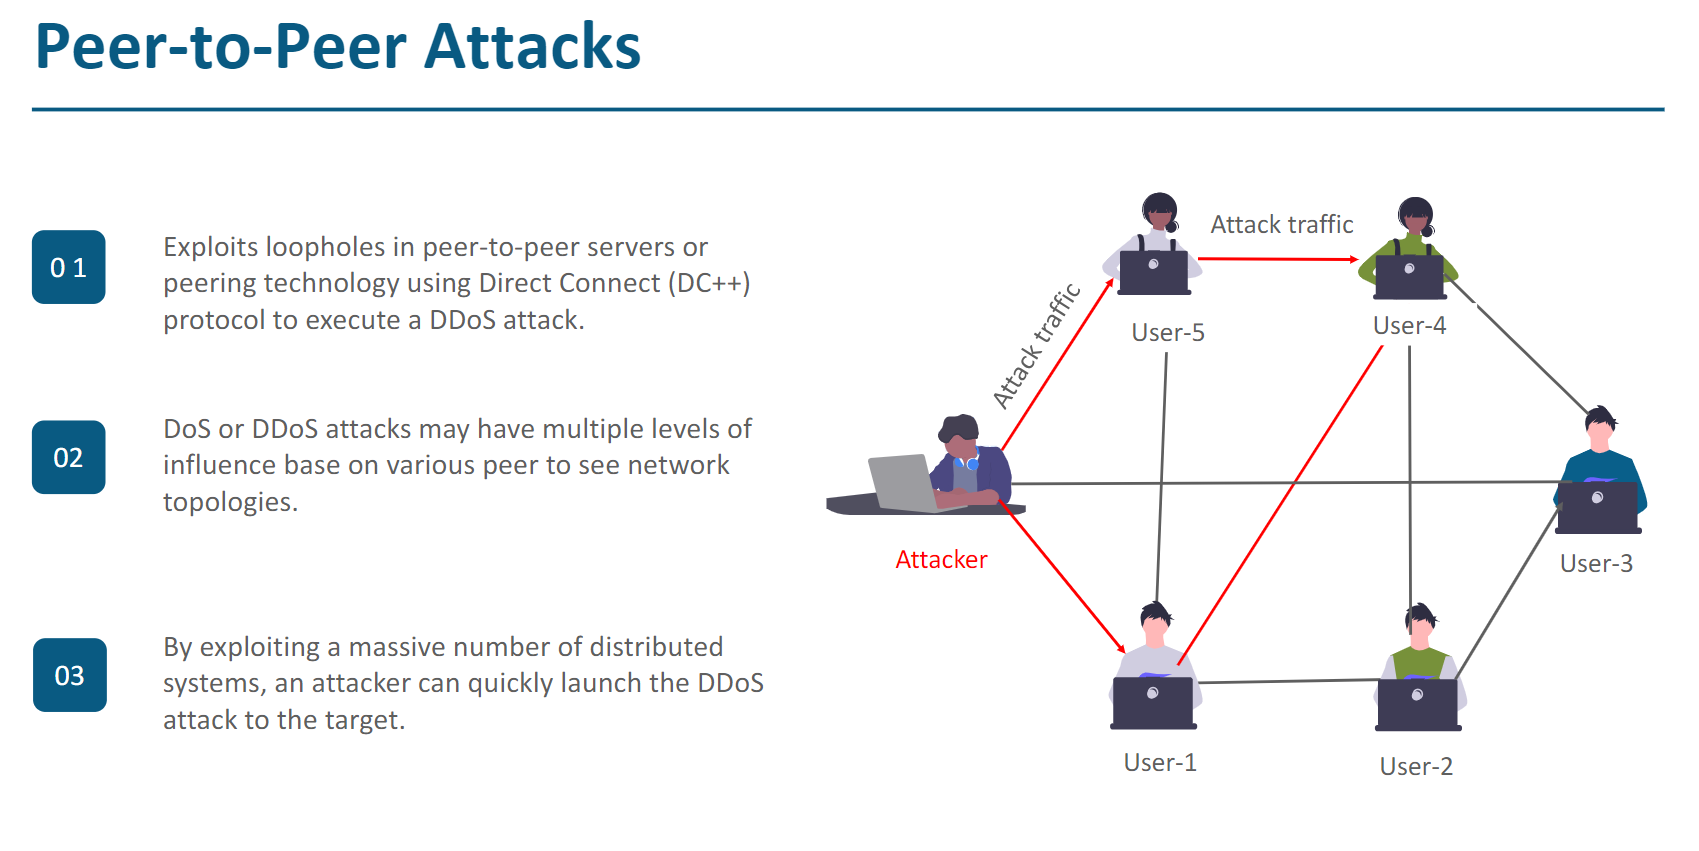 Peer-to-Peer Attacks
01
Exploits loopholes in peer-to-peer servers or
peering technology using Direct Connect (DC++)
protocol to execute a DDoS attack.
02
DoS or DDoS attacks may have multiple levels of
influence base on various peer to see network
topologies.
03
By exploiting a massive number of distributed
systems, an attacker can quickly launch the DDoS
attack to the target.
Attack traffic
Attack traffic
User-5
User-4
Attacker
User-3
User-1
User-2